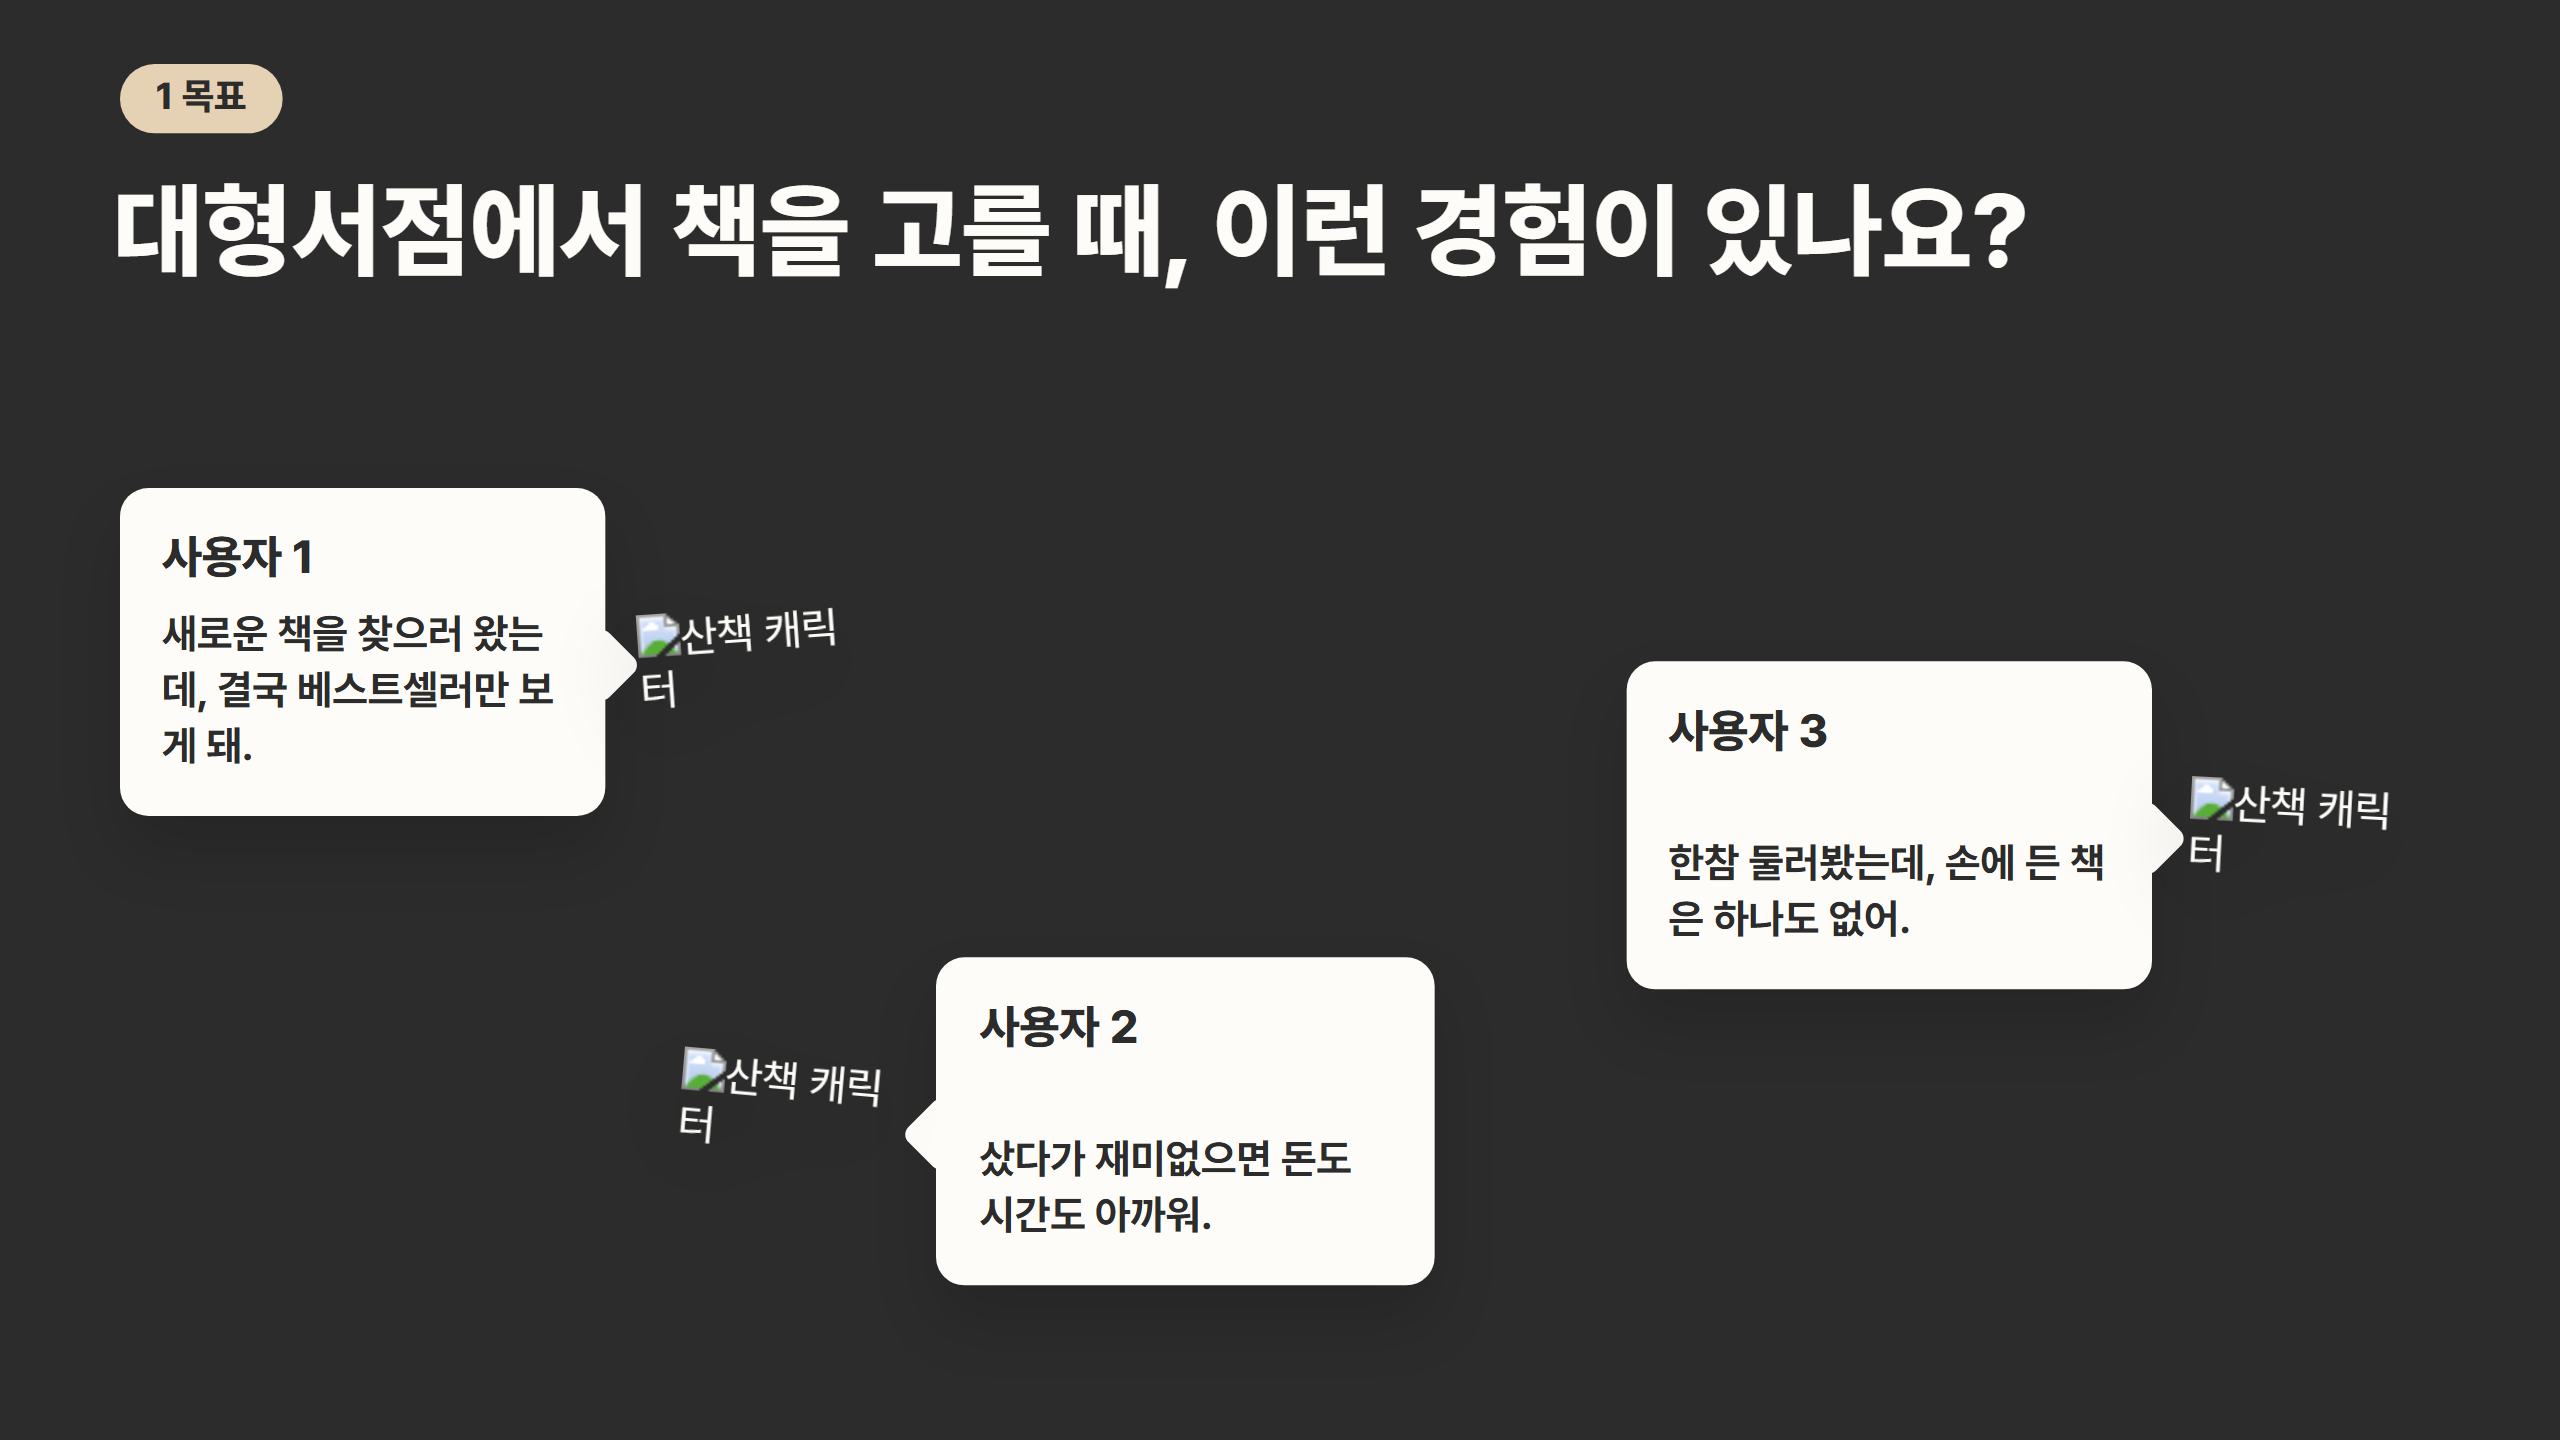 1 목표
대형서점에서 책을 고를 때, 이런 경험이 있나요?
사용자 1
새로운 책을 찾으러 왔는
데, 결국 베스트셀러만 보
게 돼.
산책 캐릭
터
사용자 3
한참 둘러봤는데, 손에 든 책
은 하나도 없어.
산책 캐릭
터
산책 캐릭
터
사용자 2
샀다가 재미없으면 돈도
시간도 아까워.